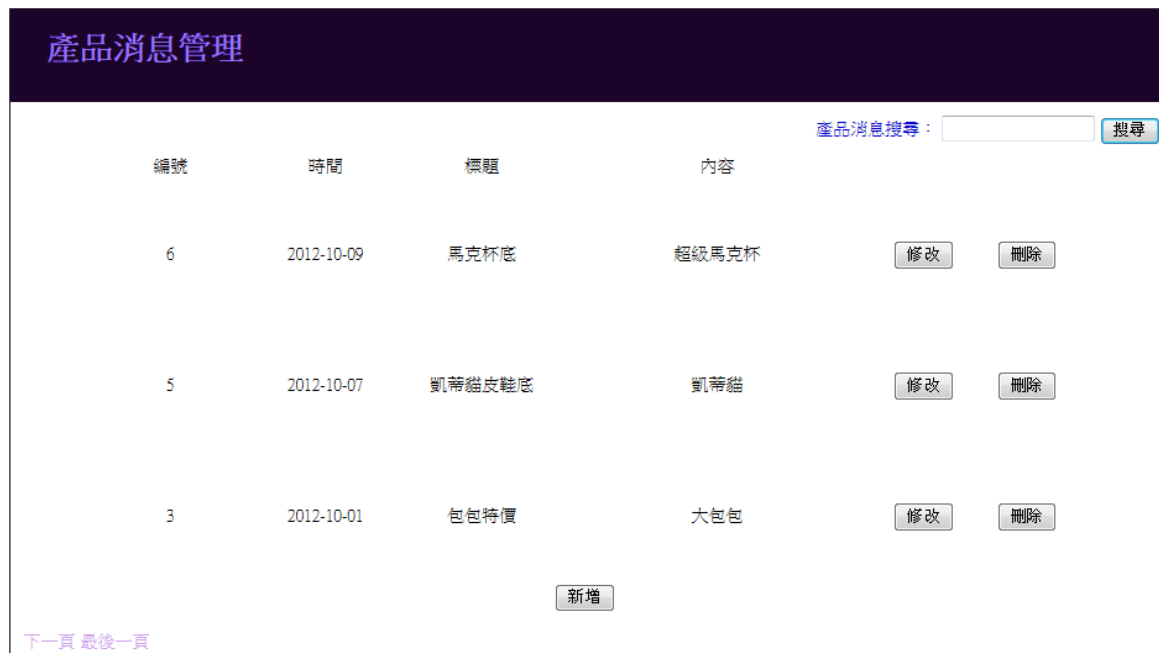 產品消息管理
產品消息搜尋： 搜尋
編號 時間 標題 內容
6 2012-10-09 馬克杯底 超級馬克杯 修改 刪除
5 2012-10-07 凱蒂貓皮鞋底 凱蒂貓 修改 刪除
3 2012-10-01 包包特價 大包包 修改 刪除
新增
下一頁 最後一頁